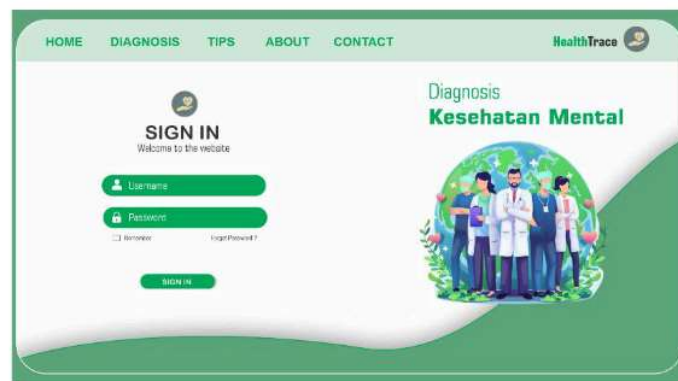 HOME DIAGNOSIS TIPS ABOUT CONTACT HealthTrace
SIGN IN
Welcome to the website
Username
Password
Remember Forgot Password ?
SIGN IN
Diagnosis
Kesehatan Mental